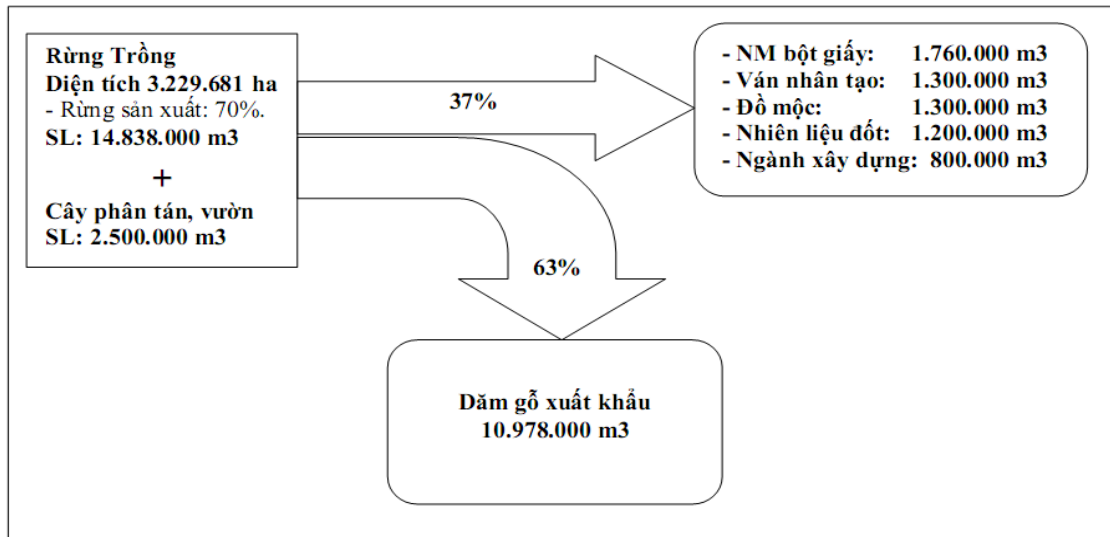 Rừng Trồng
Diện tích 3.229.681 ha
- Rừng sản xuất: 70%.
SL: 14.838.000 m3
+
Cây phân tán, vườn
SL: 2.500.000 m3
37%
- NM bột giấy: 1.760.000 m3
- Ván nhân tạo: 1.300.000 m3
- Đồ mộc: 1.300.000 m3
- Nhiên liệu đốt: 1.200.000 m3
- Ngành xây dựng: 800.000 m3
63%
Dăm gỗ xuất khẩu
10.978.000 m3